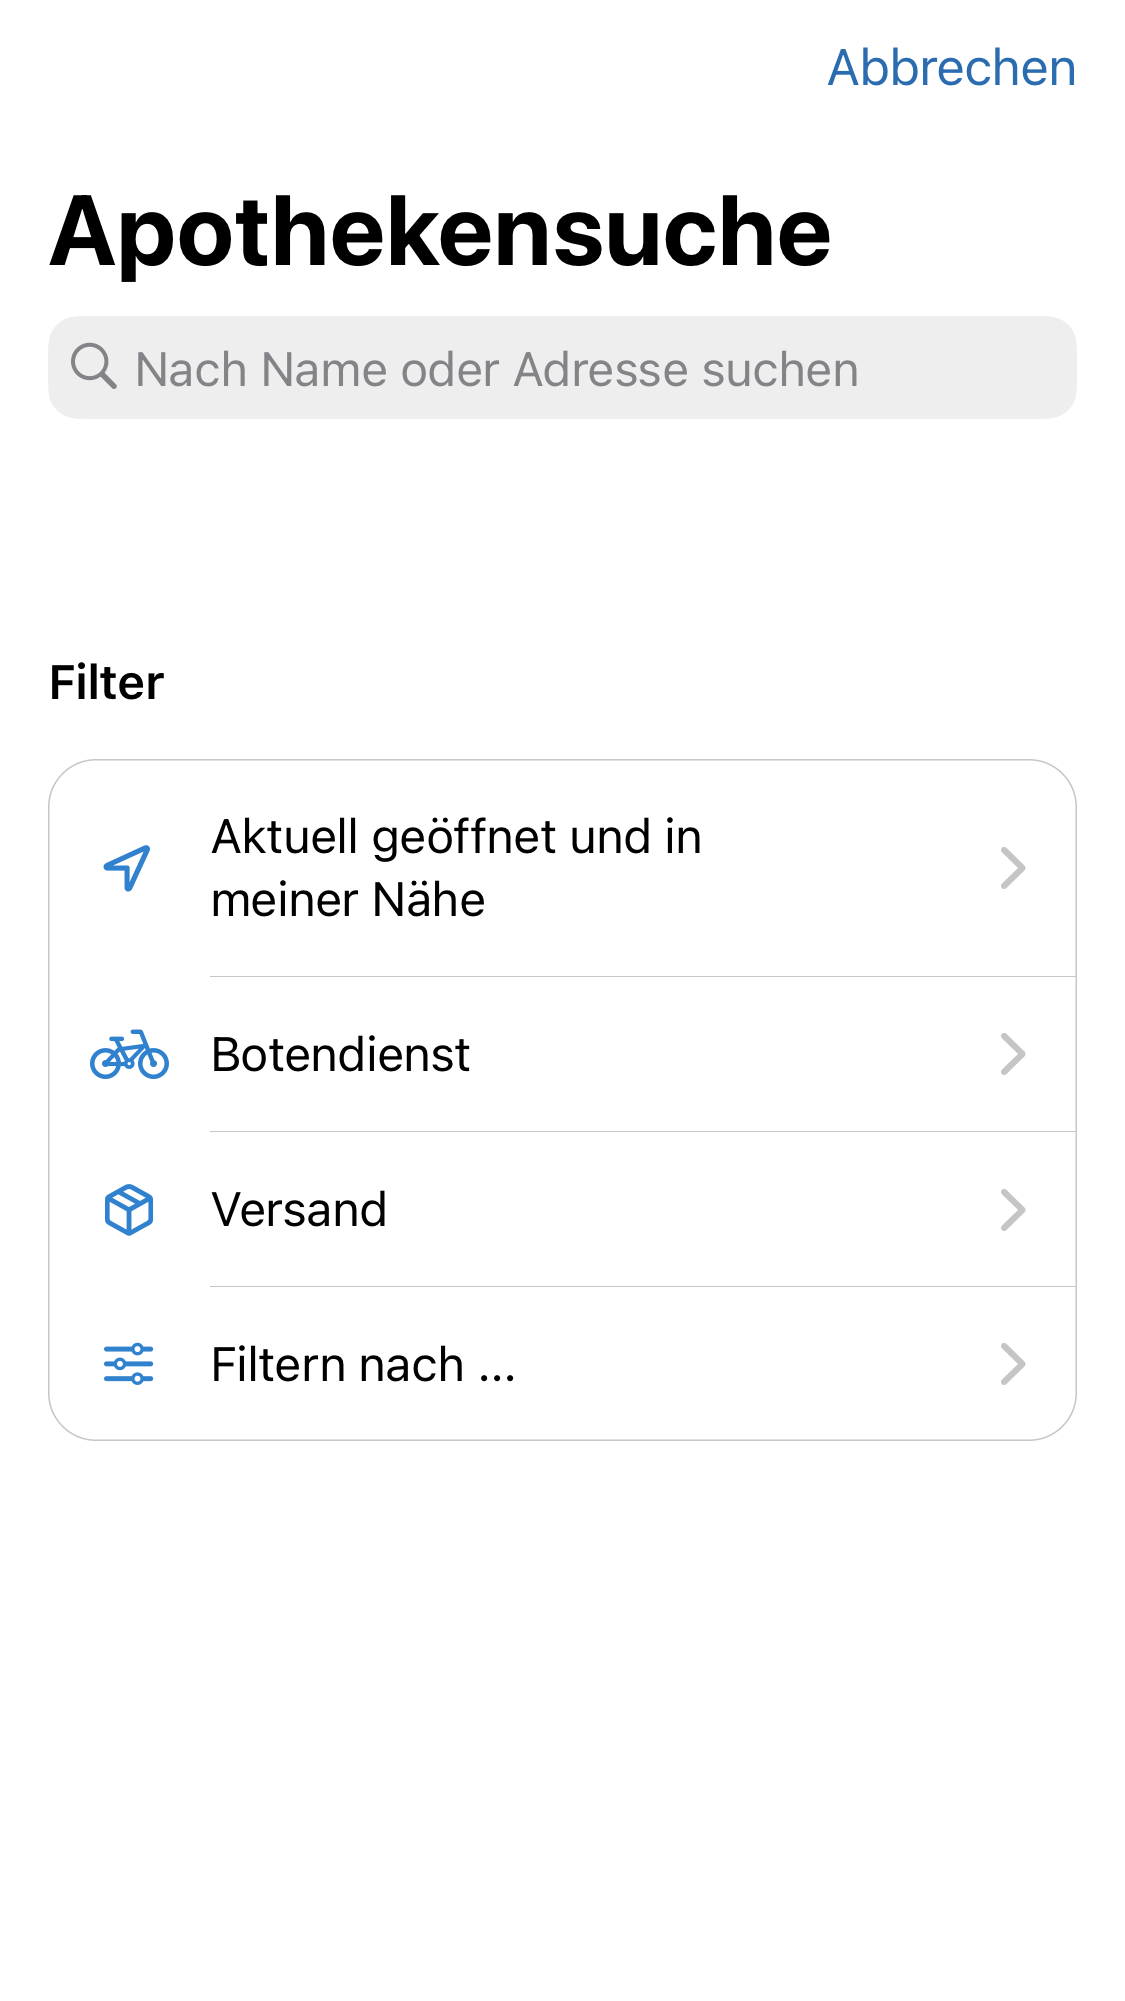 Abbrechen
Apothekensuche
Nach Name oder Adresse suchen
Filter
Aktuell geöffnet und in
meiner Nähe
Botendienst
Versand
Filtern nach ...